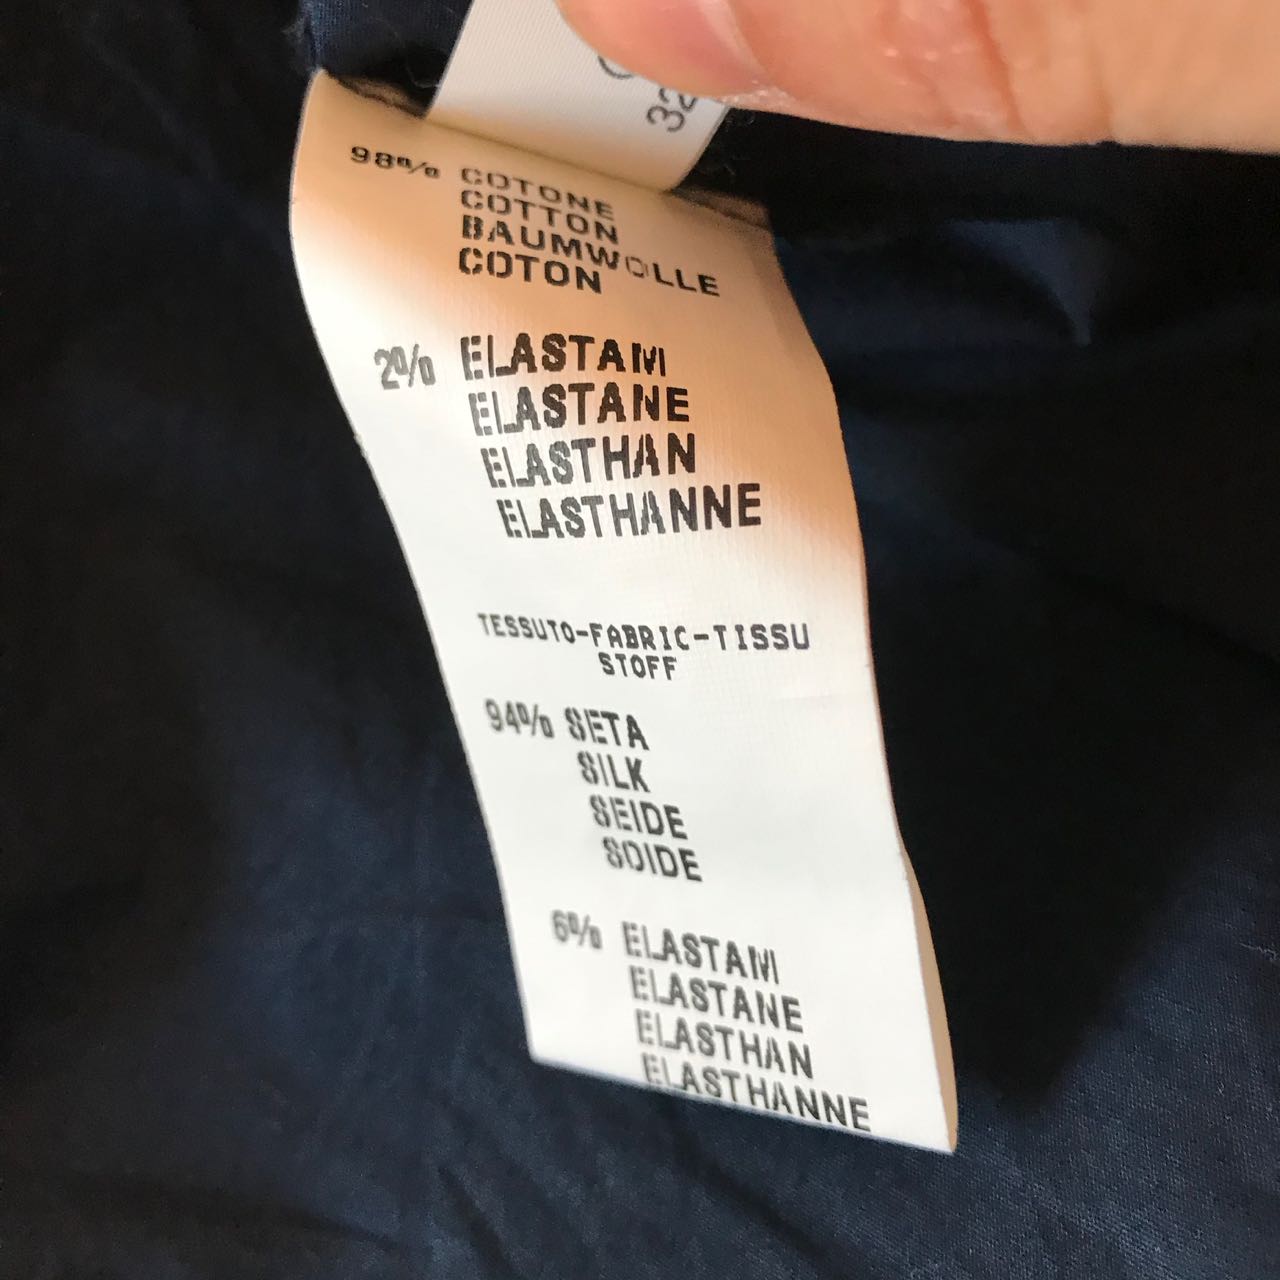 32
98% COTONE
COTTON
BAUMWOLLE
COTON
2% ELASTAM
ELASTANE
ELASTHAN
ELASTHANNE
TESSUTO-FABRIC-TISSU
STOFF
94% SETA
SILK
SEIDE
SOIDE
6% ELASTAM
ELASTANE
ELASTHAN
ELASTHANNE